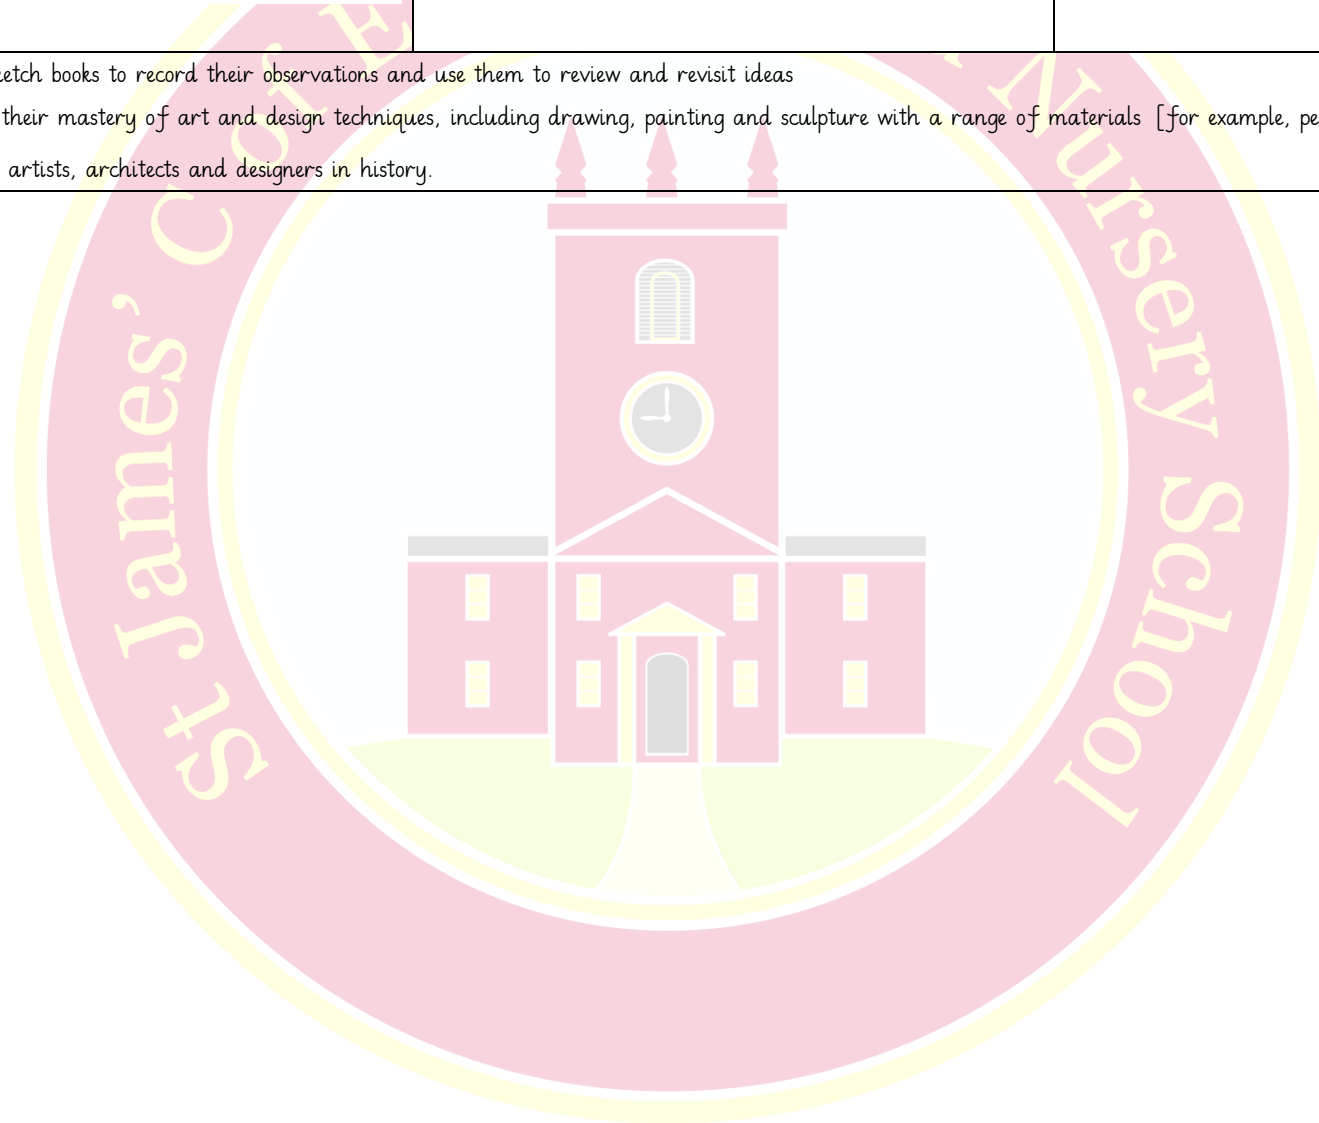 etch books to record their observations and use them to review and revisit ideas
their mastery of art and design techniques, including drawing, painting and sculpture with a range of materials [for example, pe
artists, architects and designers in history.
St James' C of E
Nursery School